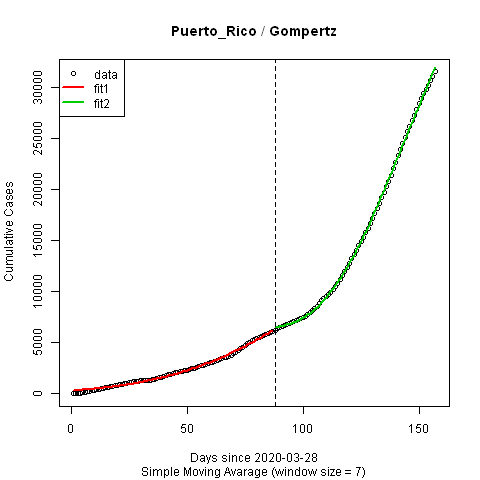 Puerto_Rico / Gompertz
data
fit1
fit2
Cumulative Cases
30000
25000
20000
15000
10000
5000
0
0
50
100
150
Days since 2020-03-28
Simple Moving Avarage (window size = 7)